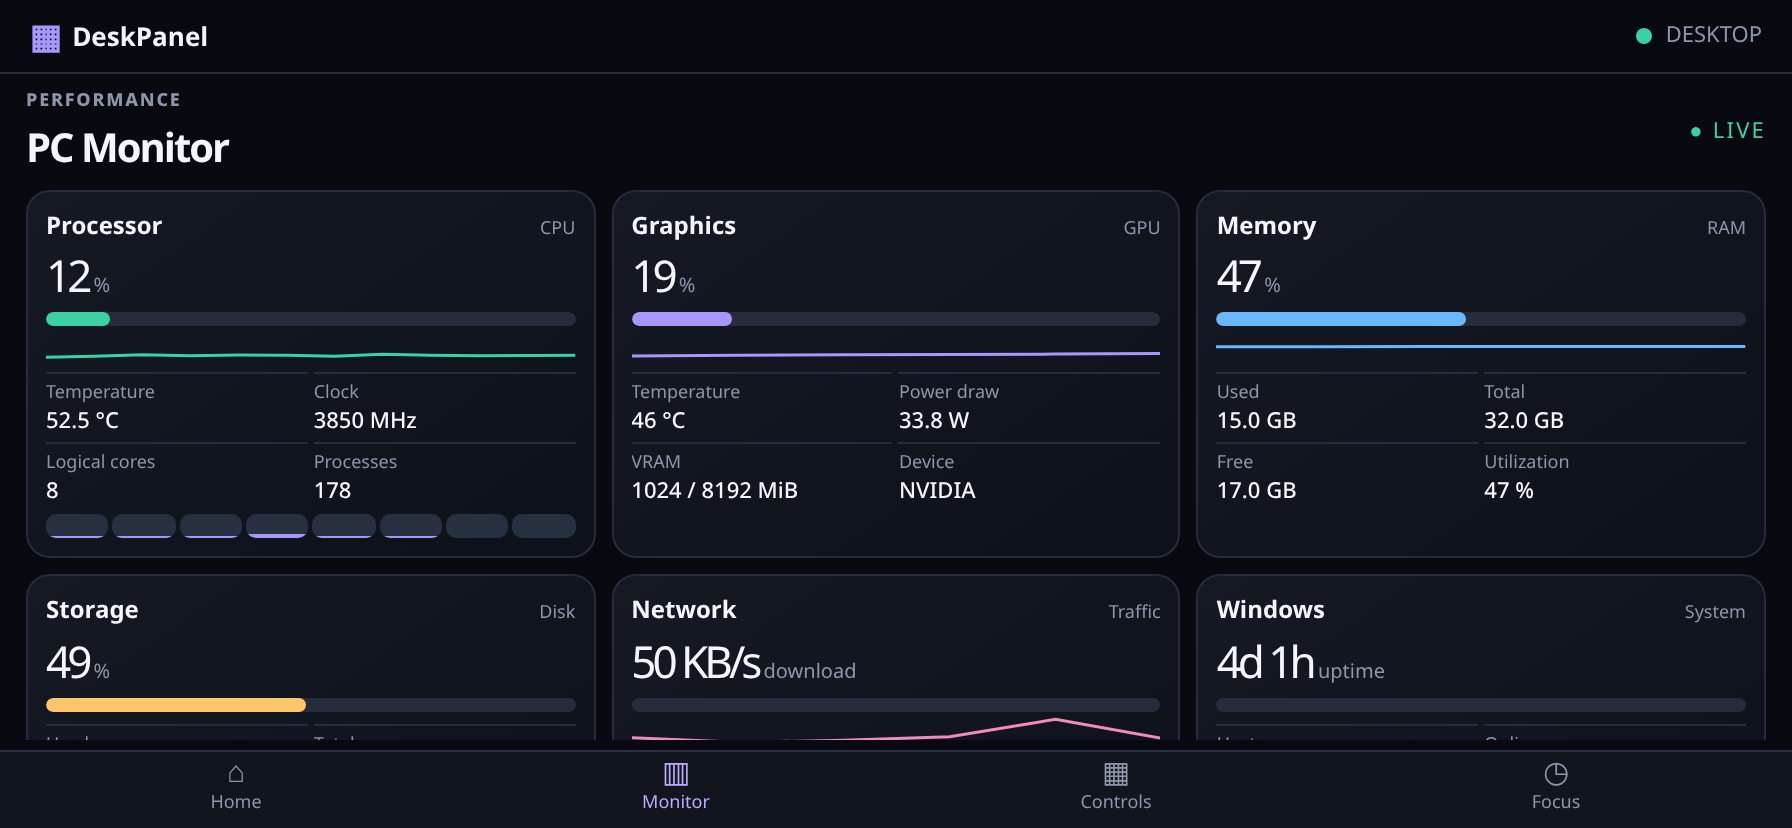 DeskPanel
DESKTOP
PERFORMANCE
PC Monitor
LIVE
Processor CPU
12%
Temperature Clock
52.5 °C 3850 MHz
Logical cores Processes
8 178
Graphics GPU
19%
Temperature Power draw
46 °C 33.8 W
VRAM Device
1024 / 8192 MiB NVIDIA
Memory RAM
47%
Used Total
15.0 GB 32.0 GB
Free Utilization
17.0 GB 47 %
Storage Disk
49%
Network Traffic
50 KB/s download
Windows System
4d 1h uptime
Home
Monitor
Controls
Focus